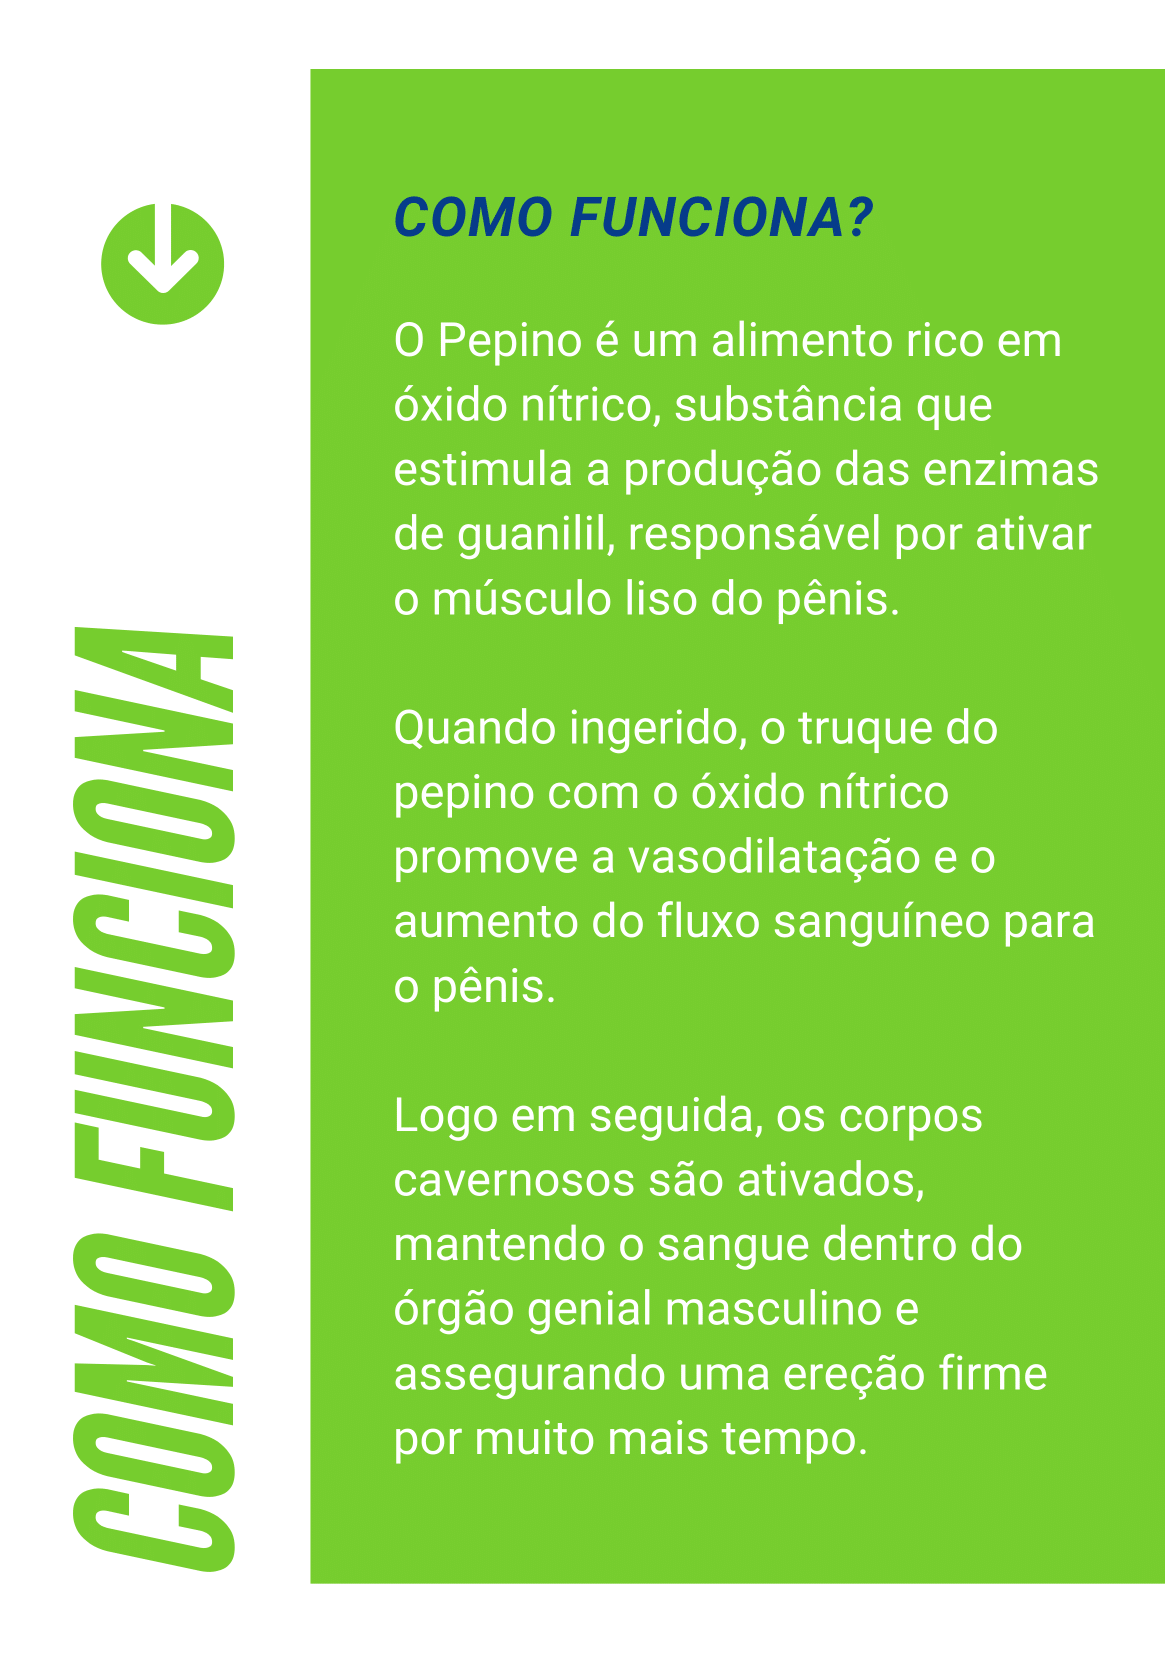 COMO FUNCIONA
COMO FUNCIONA?
O Pepino é um alimento rico em
óxido nítrico, substância que
estimula a produção das enzimas
de guanilil, responsável por ativar
o músculo liso do pênis.
Quando ingerido, o truque do
pepino com o óxido nítrico
promove a vasodilatação e o
aumento do fluxo sanguíneo para
o pênis.
Logo em seguida, os corpos
cavernosos são ativados,
mantendo o sangue dentro do
órgão genial masculino e
assegurando uma ereção firme
por muito mais tempo.